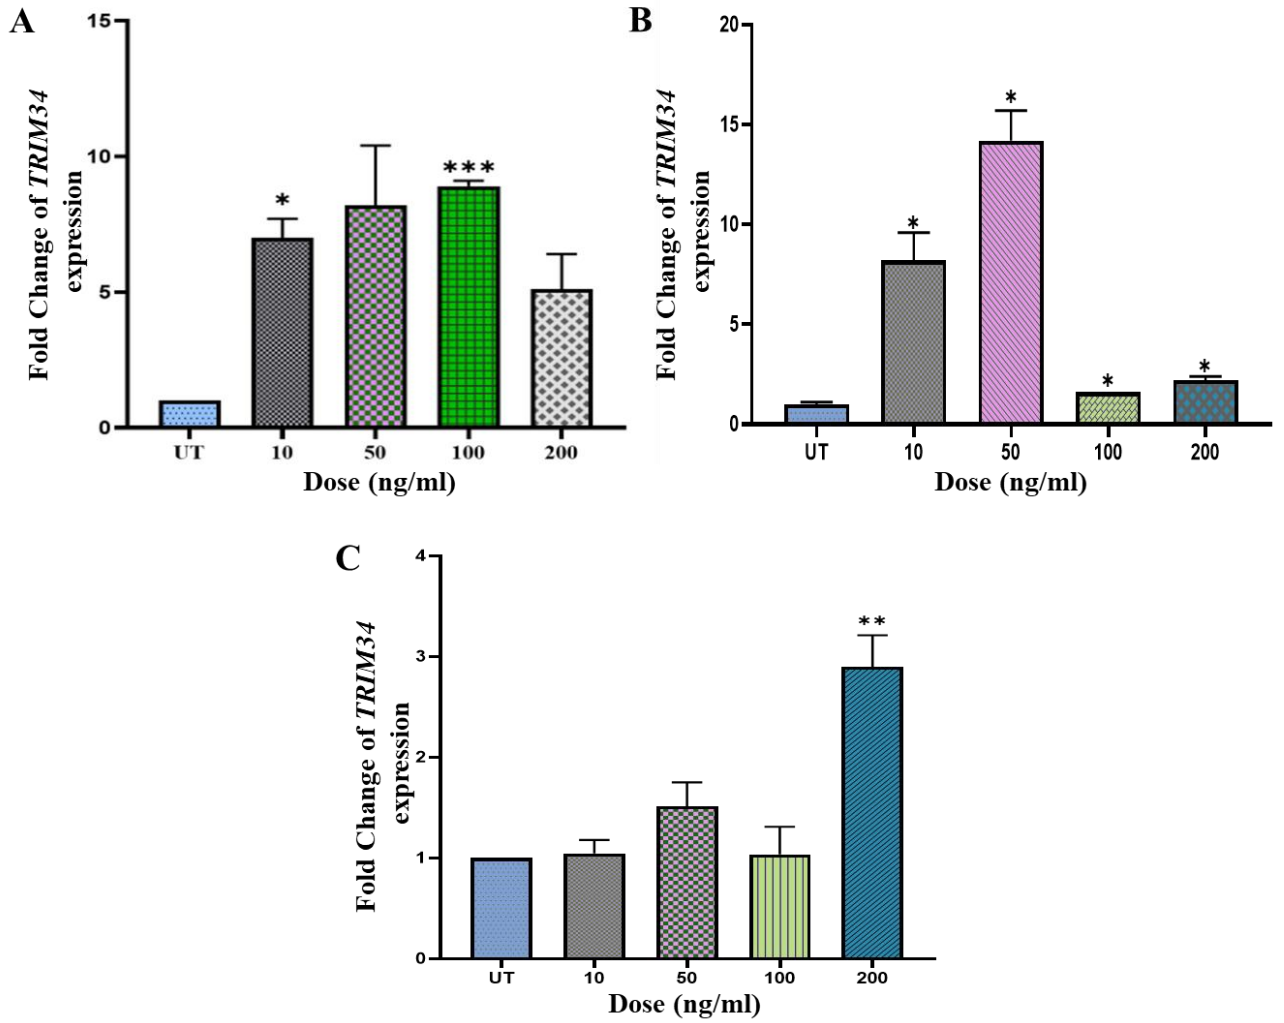 A
Fold Change of TRIM34
expression
15
10
5
0
*
***
UT 10 50 100 200
Dose (ng/ml)
B
Fold Change of TRIM34
expression
20
15
10
5
0
*
*
*
*
UT 10 50 100 200
Dose (ng/ml)
C
Fold Change of TRIM34
expression
4
3
2
1
0
**
UT 10 50 100 200
Dose (ng/ml)